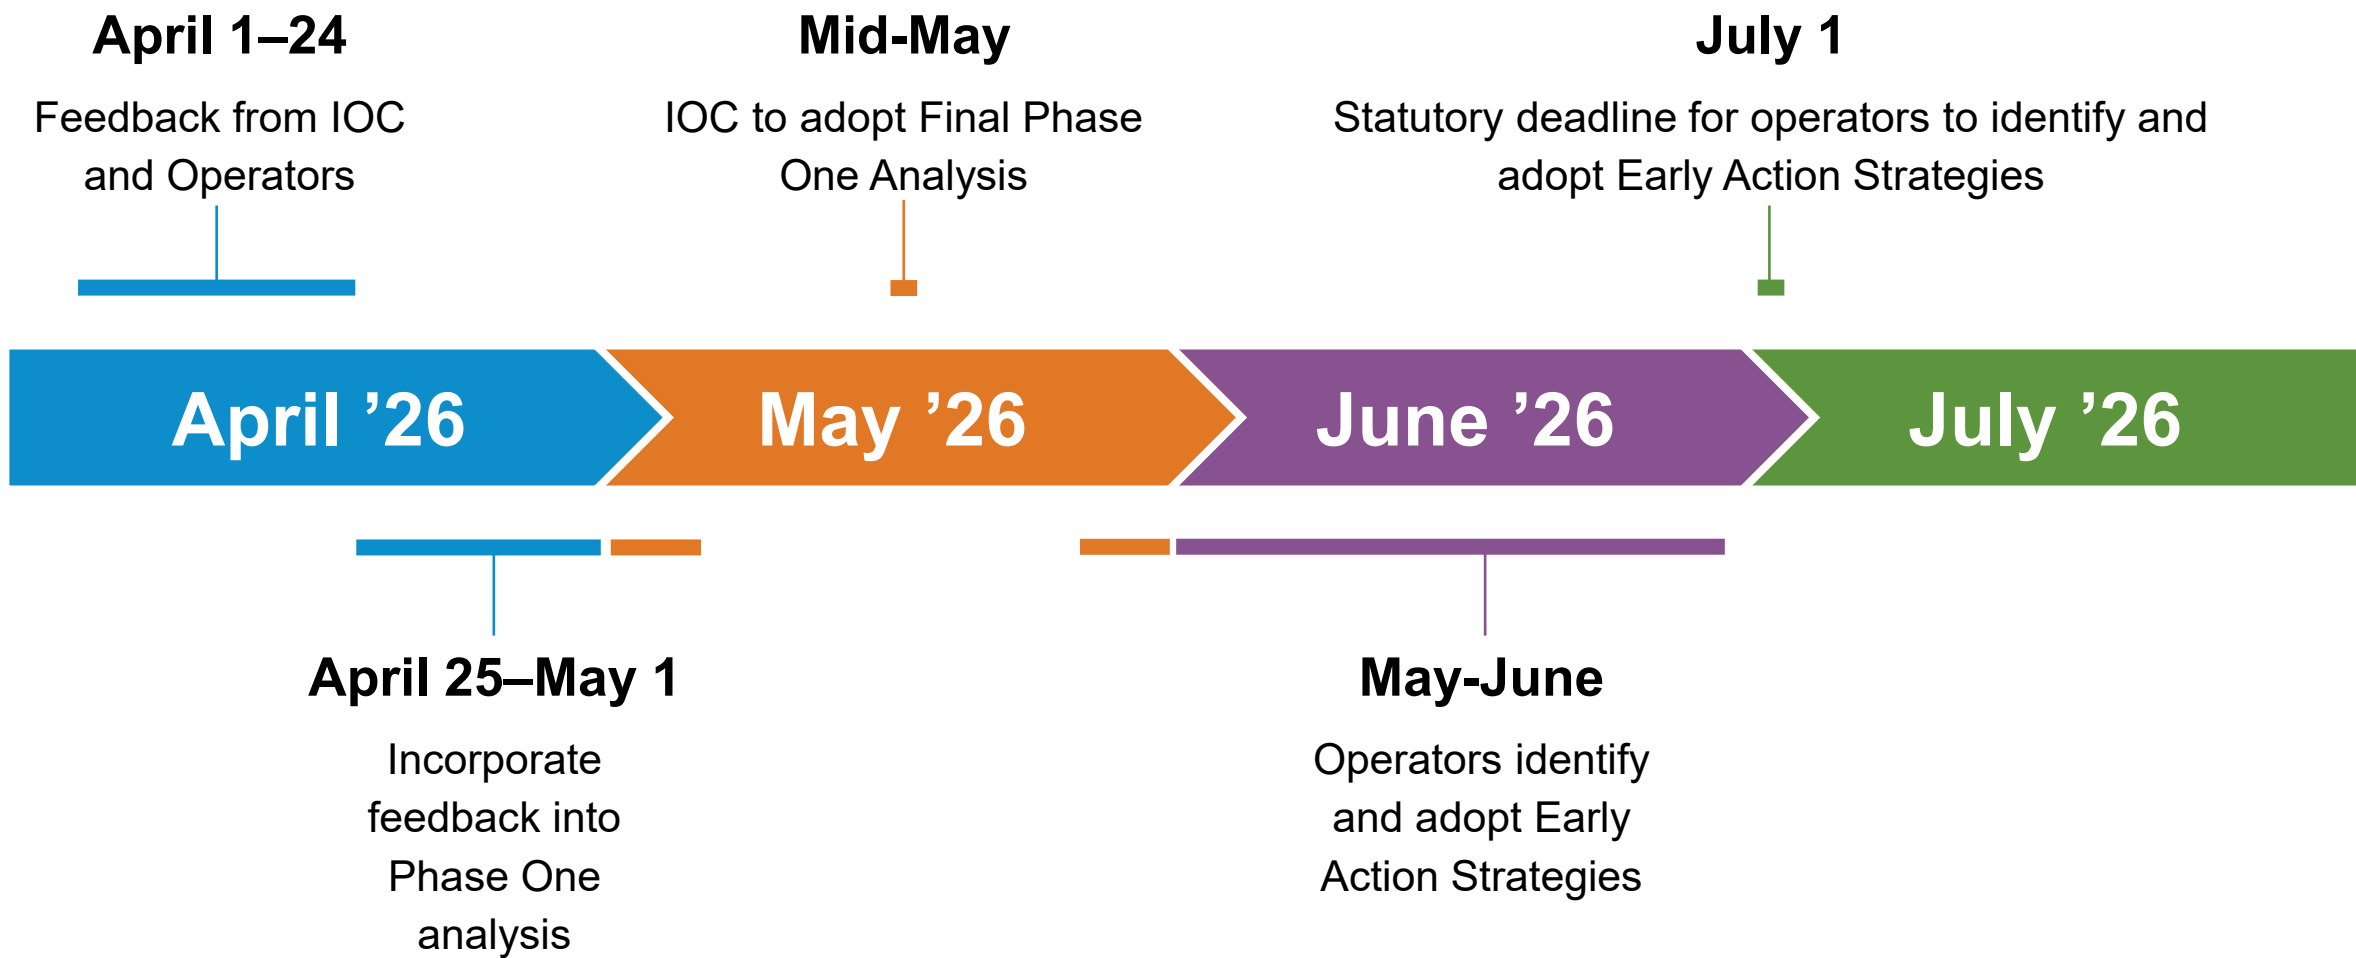 April 1–24
Feedback from IOC
and Operators
Mid-May
IOC to adopt Final Phase
One Analysis
July 1
Statutory deadline for operators to identify and
adopt Early Action Strategies
April ’26
May ’26
June ’26
July ’26
April 25–May 1
Incorporate
feedback into
Phase One
analysis
May-June
Operators identify
and adopt Early
Action Strategies